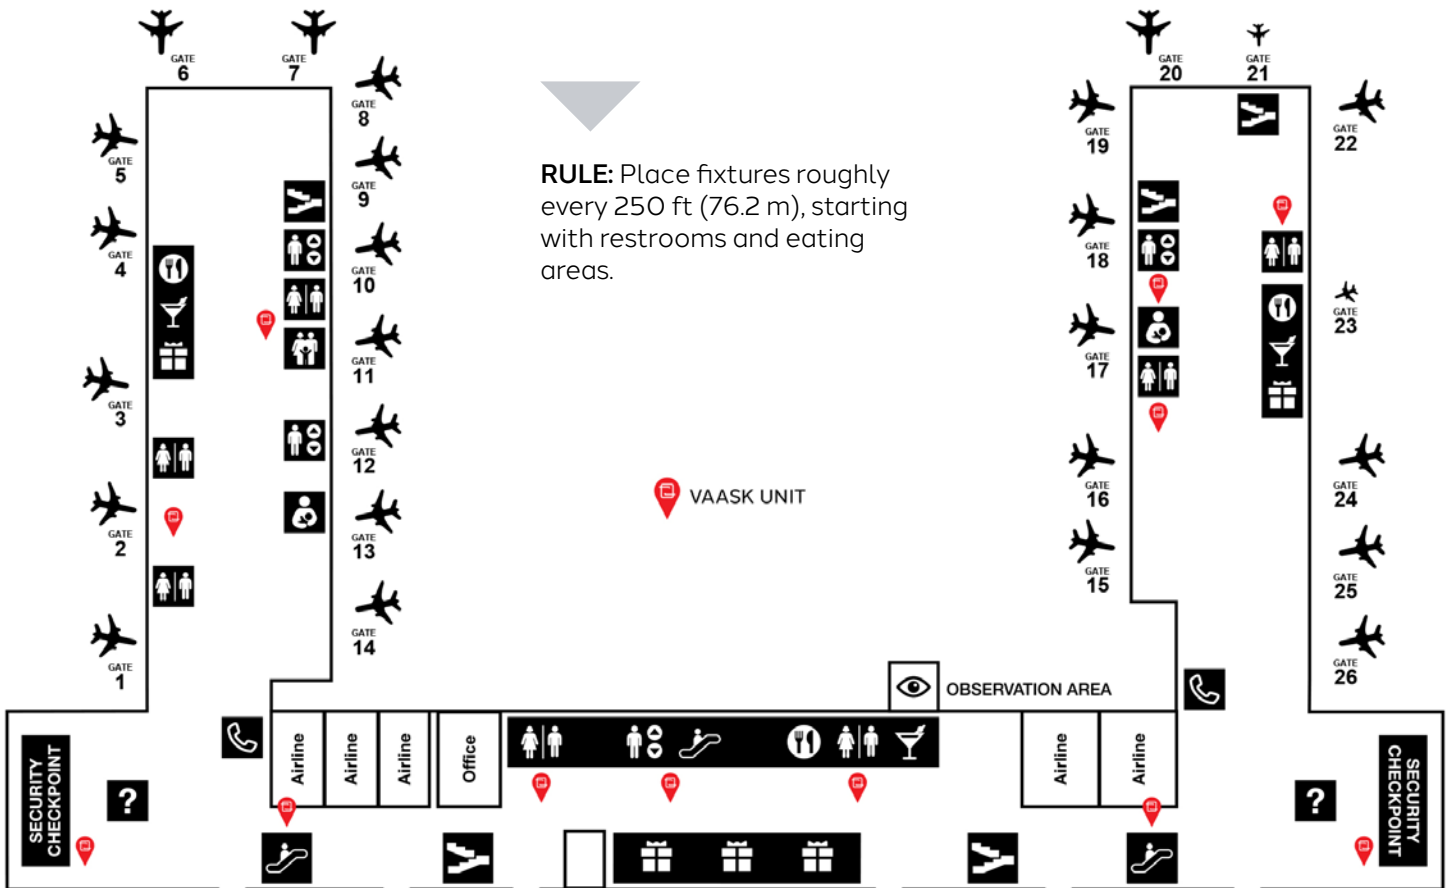 GATE
6
GATE
7
GATE
8
GATE
5
GATE
9
GATE
4
GATE
10
GATE
11
GATE
3
GATE
12
GATE
2
GATE
13
GATE
14
GATE
1
RULE: Place fixtures roughly
every 250 ft (76.2 m), starting
with restrooms and eating
areas.
VAASK UNIT
GATE
20
GATE
21
GATE
19
GATE
22
GATE
18
GATE
23
GATE
17
GATE
16
GATE
24
GATE
15
GATE
25
GATE
26
OBSERVATION AREA
SECURITY
CHECKPOINT
?
Airline
Airline
Airline
Office
Airline
Airline
?
SECURITY
CHECKPOINT